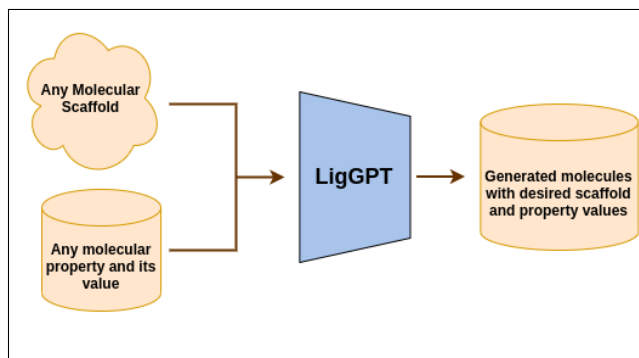 Any Molecular
Scaffold
Any molecular
property and its
value
LigGPT
Generated molecules
with desired scaffold
and property values